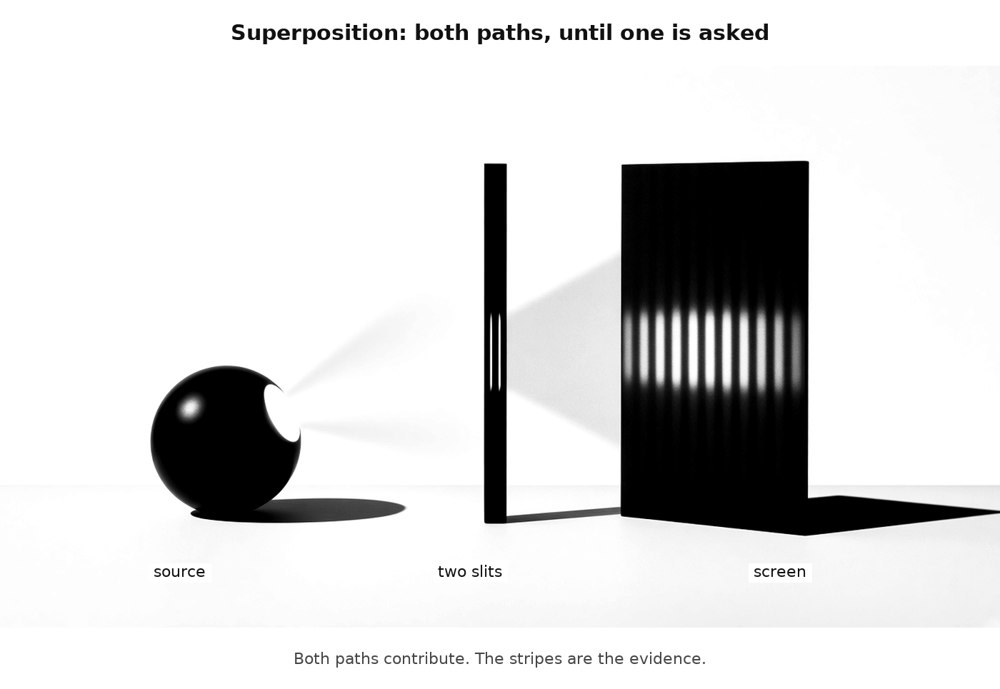 Superposition: both paths, until one is asked
source
two slits
screen
Both paths contribute. The stripes are the evidence.